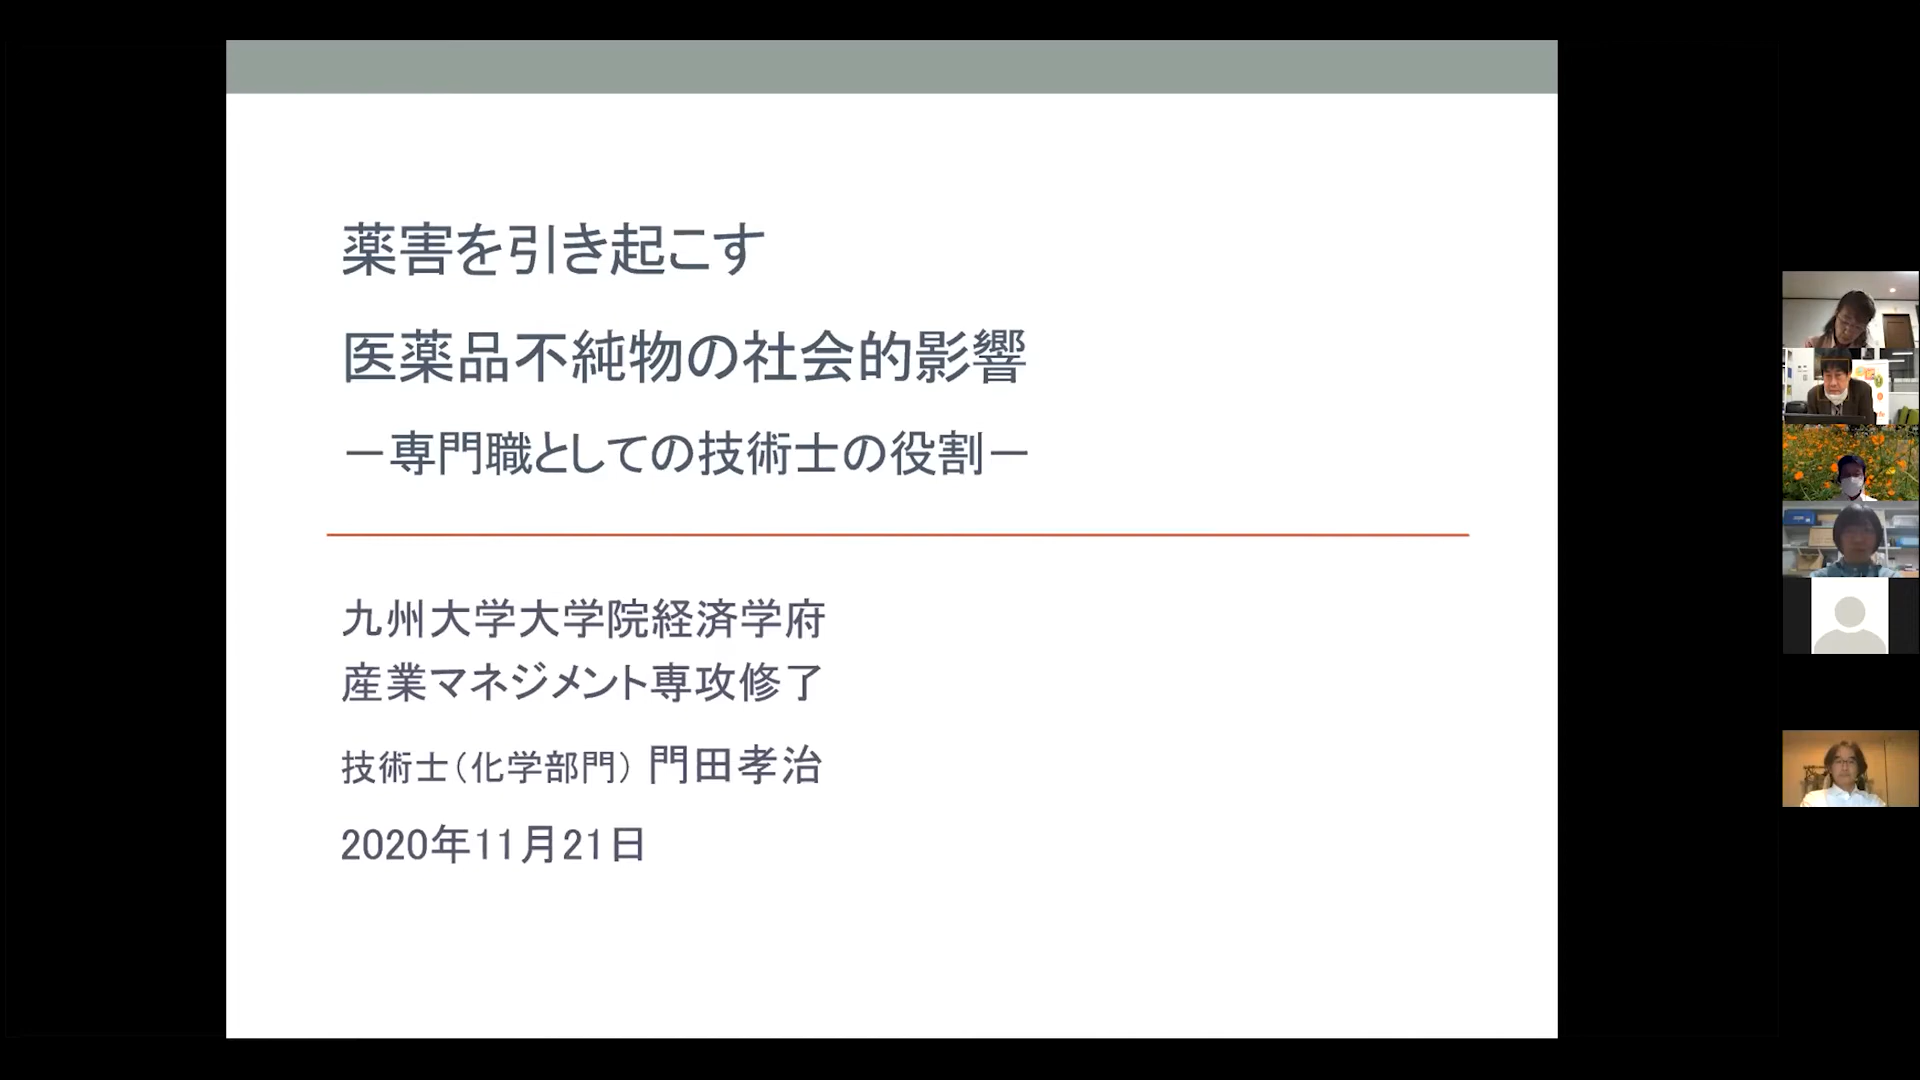 薬害を引き起こす
医薬品不純物の社会的影響
－専門職としての技術士の役割－
九州大学大学院経済学府
産業マネジメント専攻修了
技術士（化学部門） 門田孝治
2020年11月21日